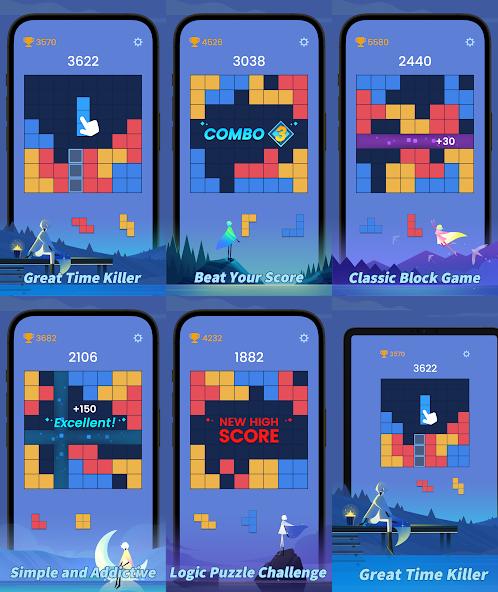 3570
3622
Great Time Killer
4526
3038
COMBO 3
Beat Your Score
5580
2440
+30
Classic Block Game
3682
2106
+150
Excellent!
Simple and Addictive
4232
1882
NEW HIGH
SCORE
Logic Puzzle Challenge
3570
3622
Great Time Killer